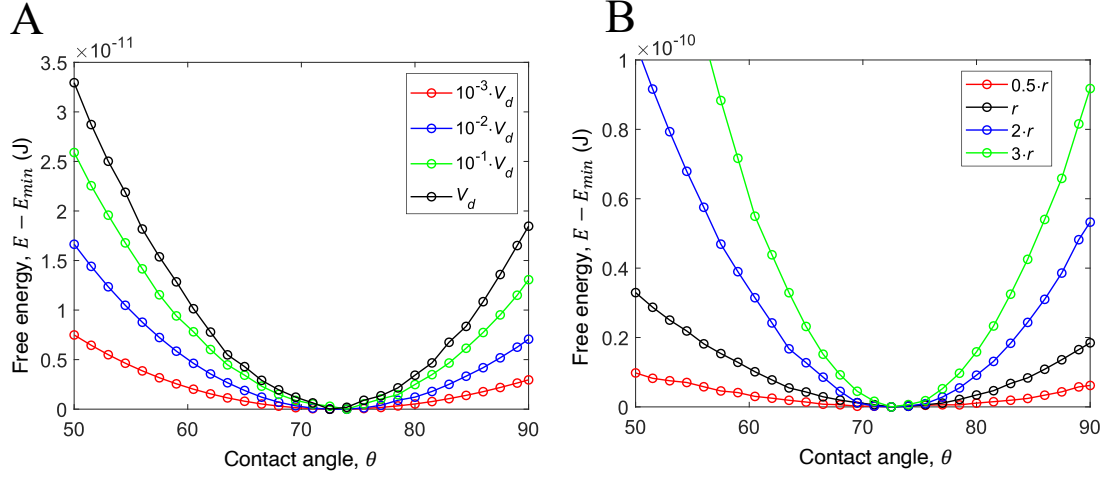 A
×10⁻¹¹
3.5
3
2.5
2
1.5
1
0.5
0
50
60
70
80
90
Free energy, E − E_min (J)
Contact angle, θ
10⁻³·V_d
10⁻²·V_d
10⁻¹·V_d
V_d
B
×10⁻¹⁰
1
0.8
0.6
0.4
0.2
0
50
60
70
80
90
Free energy, E − E_min (J)
Contact angle, θ
0.5·r
r
2·r
3·r